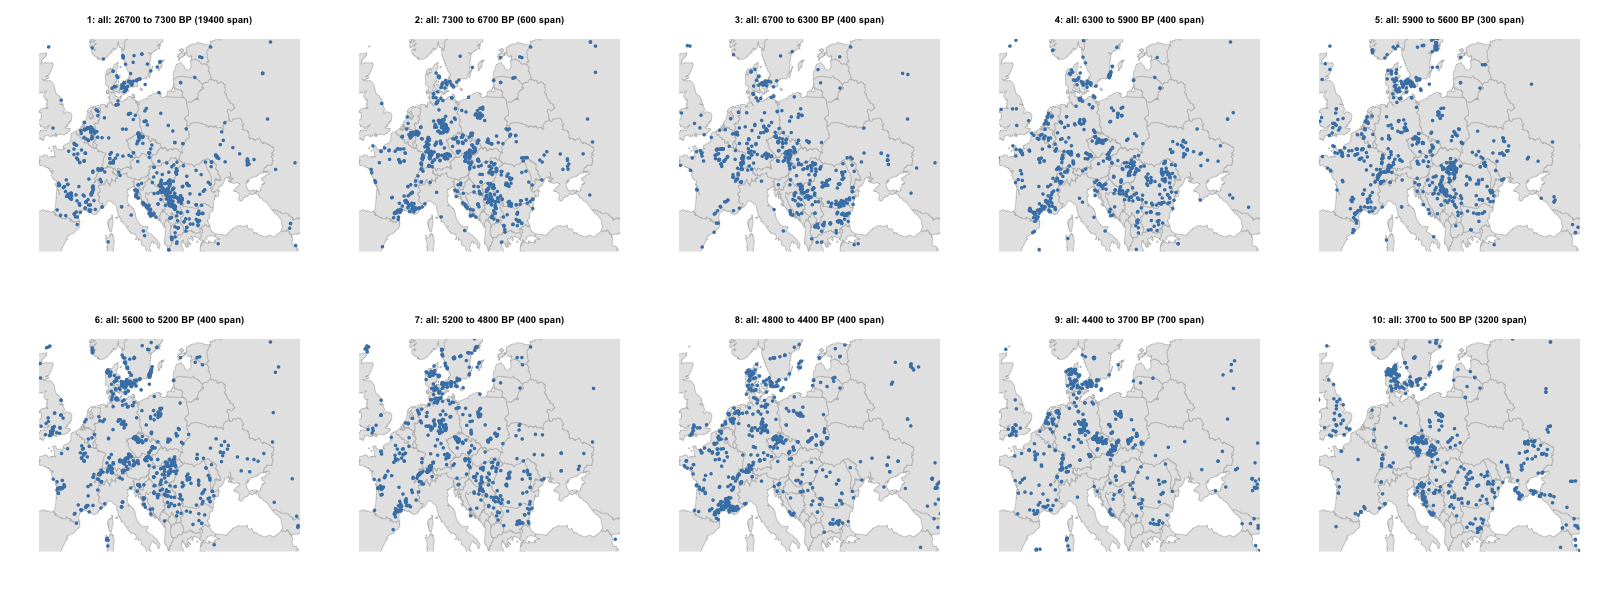 1: all: 26700 to 7300 BP (19400 span)
2: all: 7300 to 6700 BP (600 span)
3: all: 6700 to 6300 BP (400 span)
4: all: 6300 to 5900 BP (400 span)
5: all: 5900 to 5600 BP (300 span)
6: all: 5600 to 5200 BP (400 span)
7: all: 5200 to 4800 BP (400 span)
8: all: 4800 to 4400 BP (400 span)
9: all: 4400 to 3700 BP (700 span)
10: all: 3700 to 500 BP (3200 span)